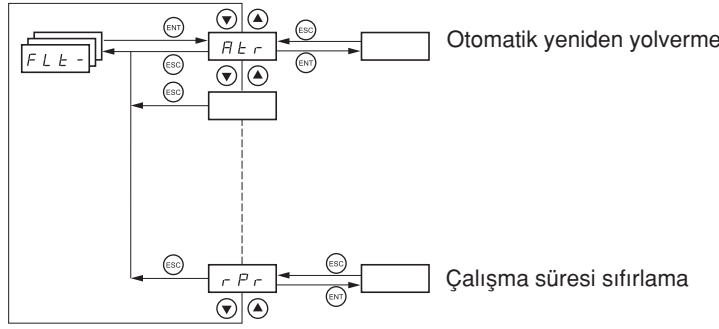 ENT
ESC
FLt-
ESC
Atr
ENT
Otomatik yeniden yolverme
ESC
ESC
ESC
rPr
ENT
Çalışma süresi sıfırlama